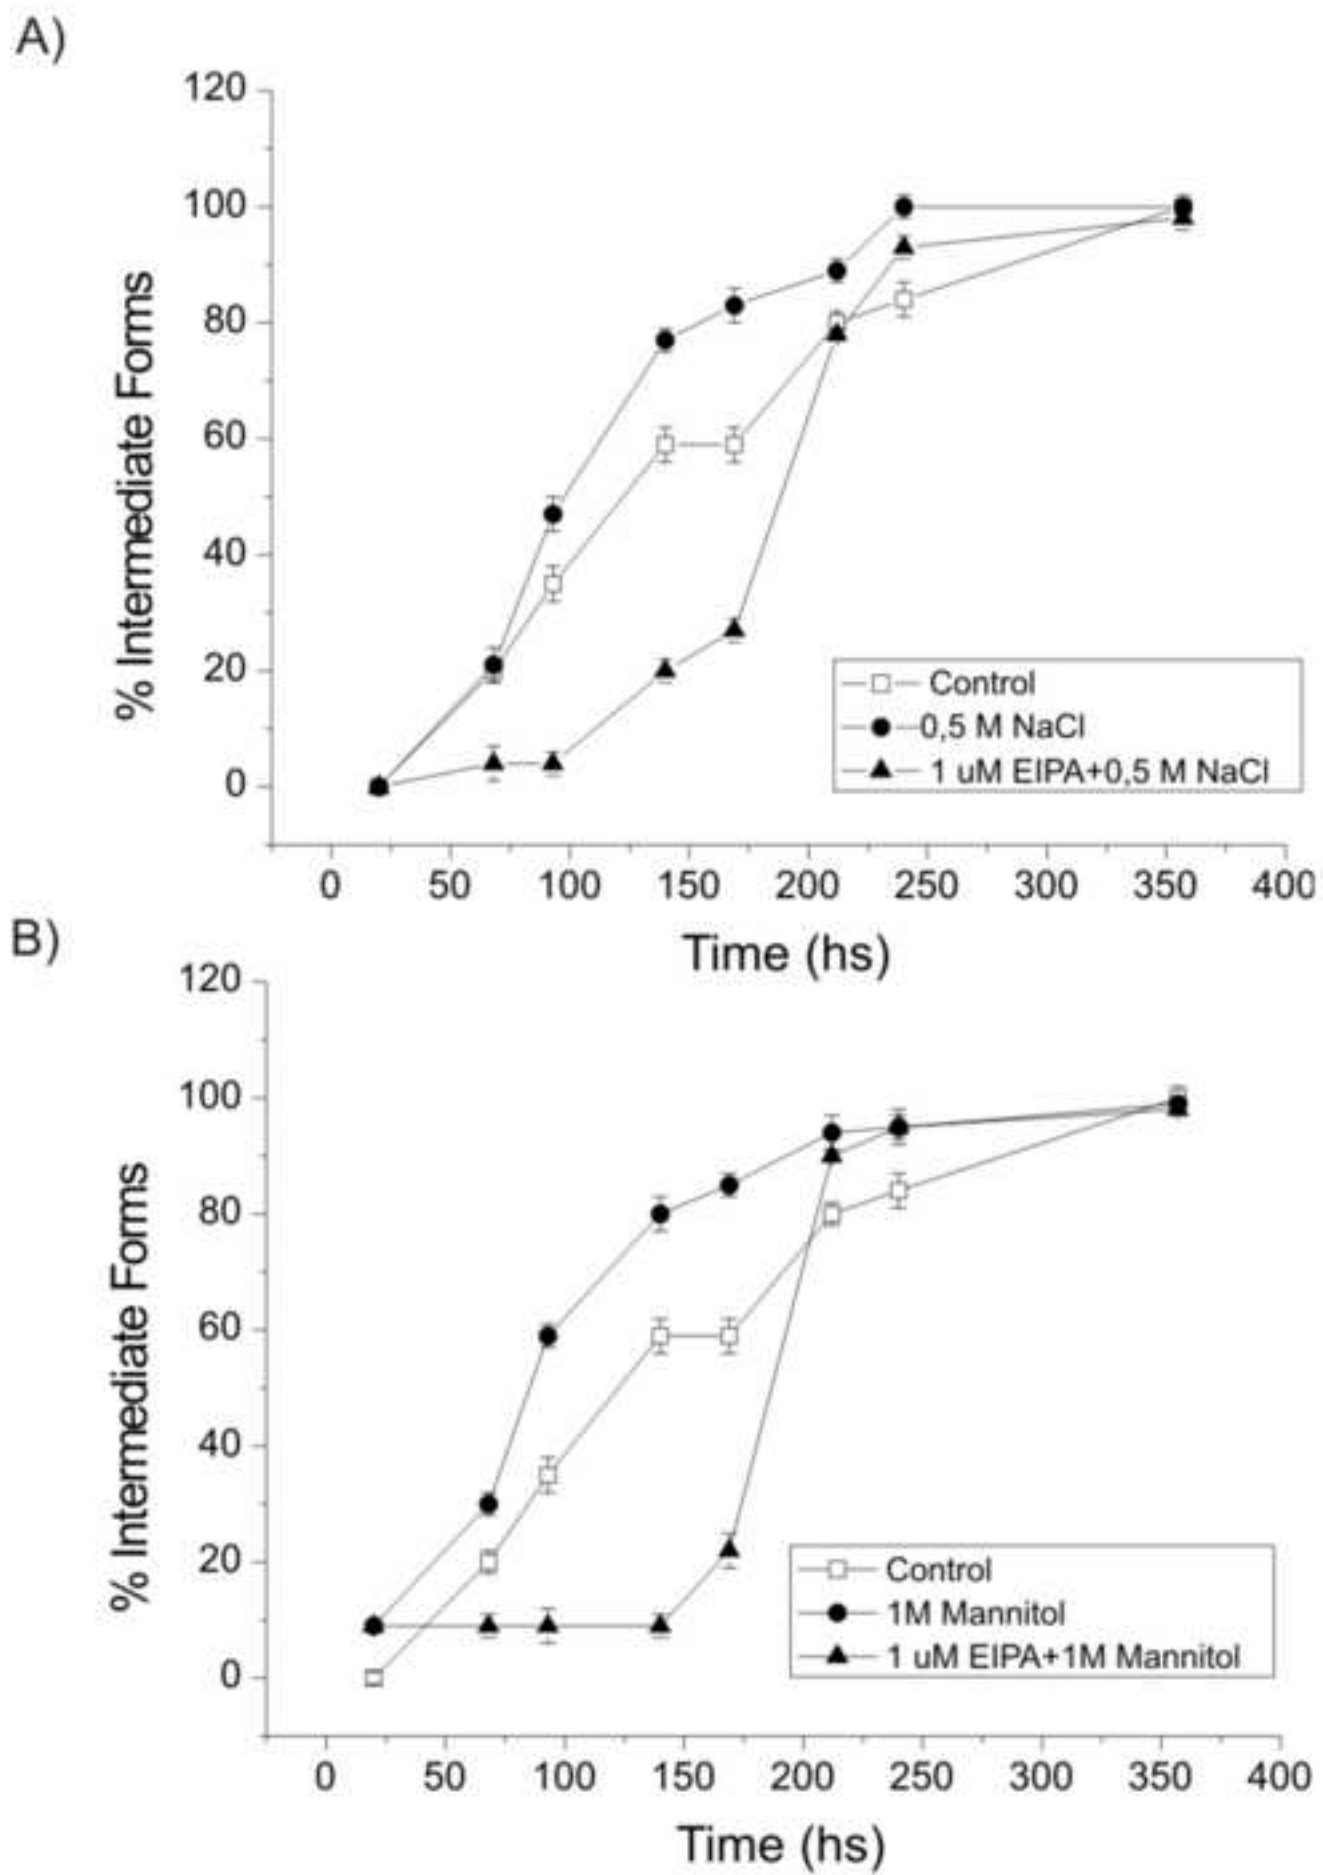 A)
120
100
80
60
40
20
0
% Intermediate Forms
Control
0,5 M NaCl
1 uM EIPA+0,5 M NaCl
0 50 100 150 200 250 300 350 400
Time (hs)
B)
120
100
80
60
40
20
0
% Intermediate Forms
Control
1M Mannitol
1 uM EIPA+1M Mannitol
0 50 100 150 200 250 300 350 400
Time (hs)